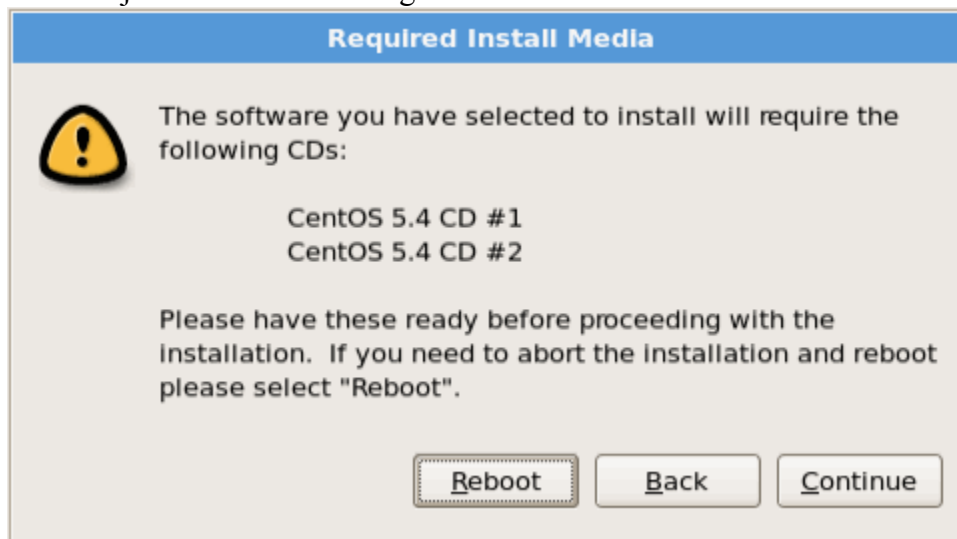 Required Install Media
The software you have selected to install will require the
following CDs:
CentOS 5.4 CD #1
CentOS 5.4 CD #2
Please have these ready before proceeding with the
installation.  If you need to abort the installation and reboot
please select "Reboot".
Reboot Back Continue